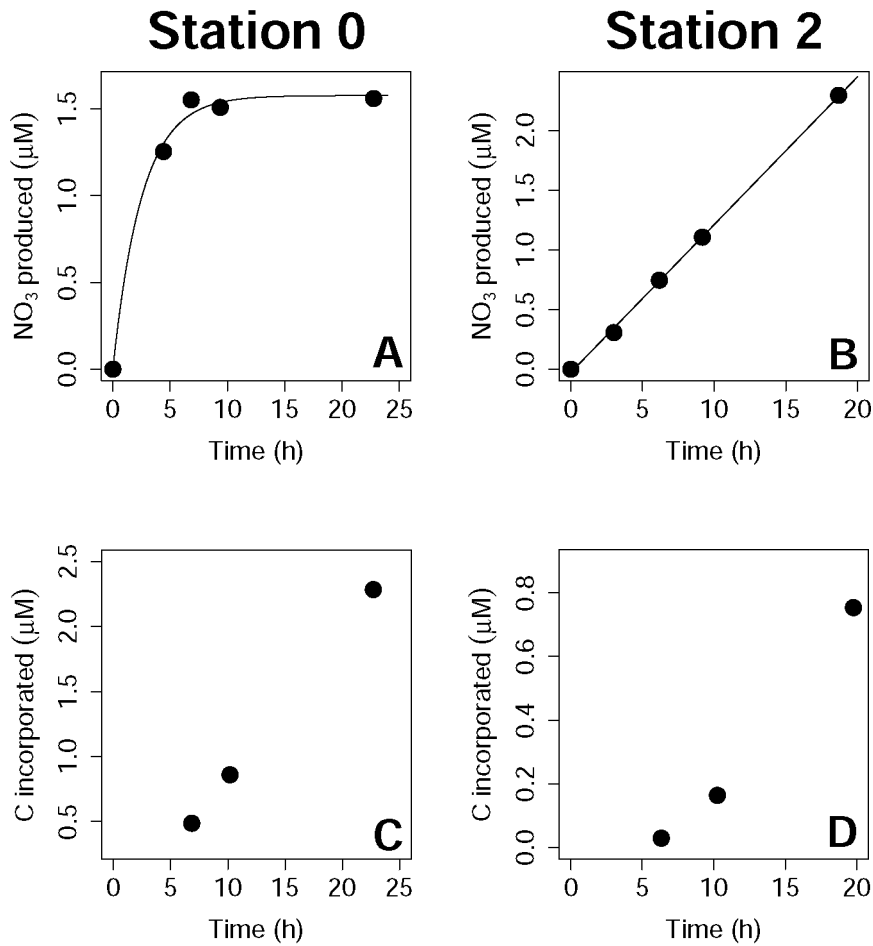 Station 0
Station 2
NO₃ produced (µM)
0.0 0.5 1.0 1.5
A
0 5 10 15 20 25
Time (h)
NO₃ produced (µM)
0.0 0.5 1.0 1.5 2.0
B
0 5 10 15 20
Time (h)
C incorporated (µM)
0.5 1.0 1.5 2.0 2.5
C
0 5 10 15 20 25
Time (h)
C incorporated (µM)
0.0 0.2 0.4 0.6 0.8
D
0 5 10 15 20
Time (h)